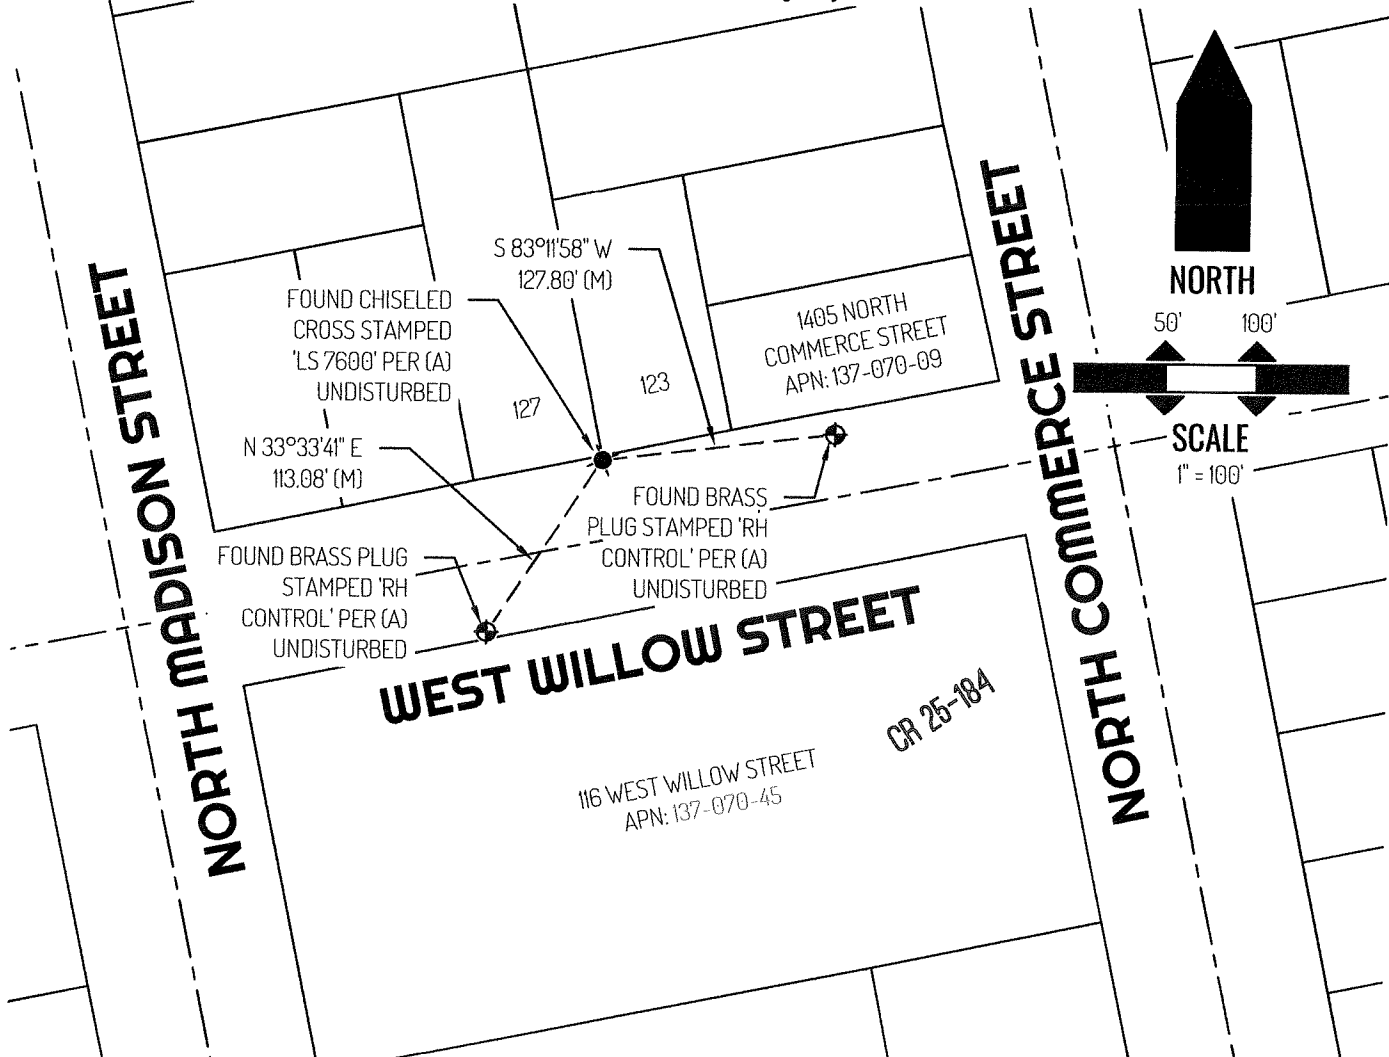 S 83°11'58" W
127.80' (M)
FOUND CHISELED
CROSS STAMPED
'LS 7600' PER (A)
UNDISTURBED
N 33°33'41" E
113.08' (M)
FOUND BRASS PLUG
STAMPED 'RH
CONTROL' PER (A)
UNDISTURBED
127
123
1405 NORTH
COMMERCE STREET
APN: 137-070-09
FOUND BRASS
PLUG STAMPED 'RH
CONTROL' PER (A)
UNDISTURBED
NORTH MADISON STREET
WEST WILLOW STREET
NORTH COMMERCE STREET
116 WEST WILLOW STREET
APN: 137-070-45
CR 25-184
NORTH
50' 100'
SCALE
1" = 100'